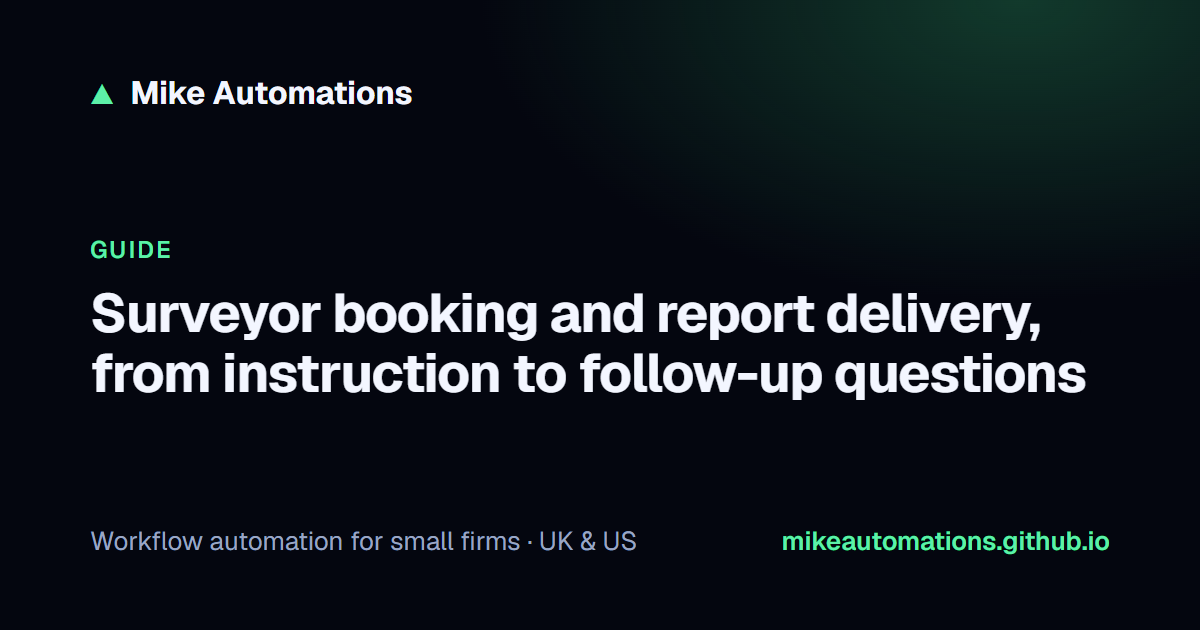 Mike Automations
GUIDE
Surveyor booking and report delivery,
from instruction to follow-up questions
Workflow automation for small firms · UK & US
mikeautomations.github.io